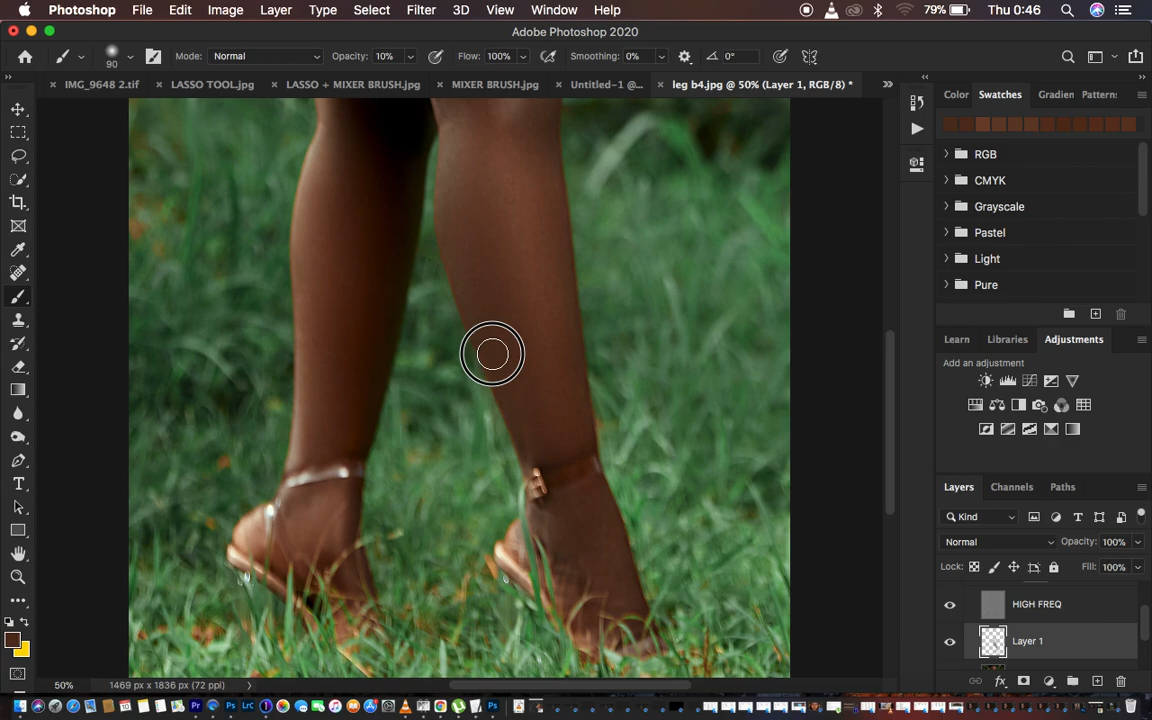 Photoshop File Edit Image Layer Type Select Filter 3D View Window Help 79% Thu 0:46
Adobe Photoshop 2020
90 Mode: Normal Opacity: 10% Flow: 100% Smoothing: 0% 0°
IMG_9648 2.tif LASSO TOOL.jpg LASSO + MIXER BRUSH.jpg MIXER BRUSH.jpg Untitled-1 @... leg b4.jpg @ 50% (Layer 1, RGB/8) *
Color Swatches Gradien Pattern:
RGB
CMYK
Grayscale
Pastel
Light
Pure
Learn Libraries Adjustments
Add an adjustment
Layers Channels Paths
Kind
Normal Opacity: 100%
Lock: Fill: 100%
HIGH FREQ
Layer 1
50% 1469 px x 1836 px (72 ppi)